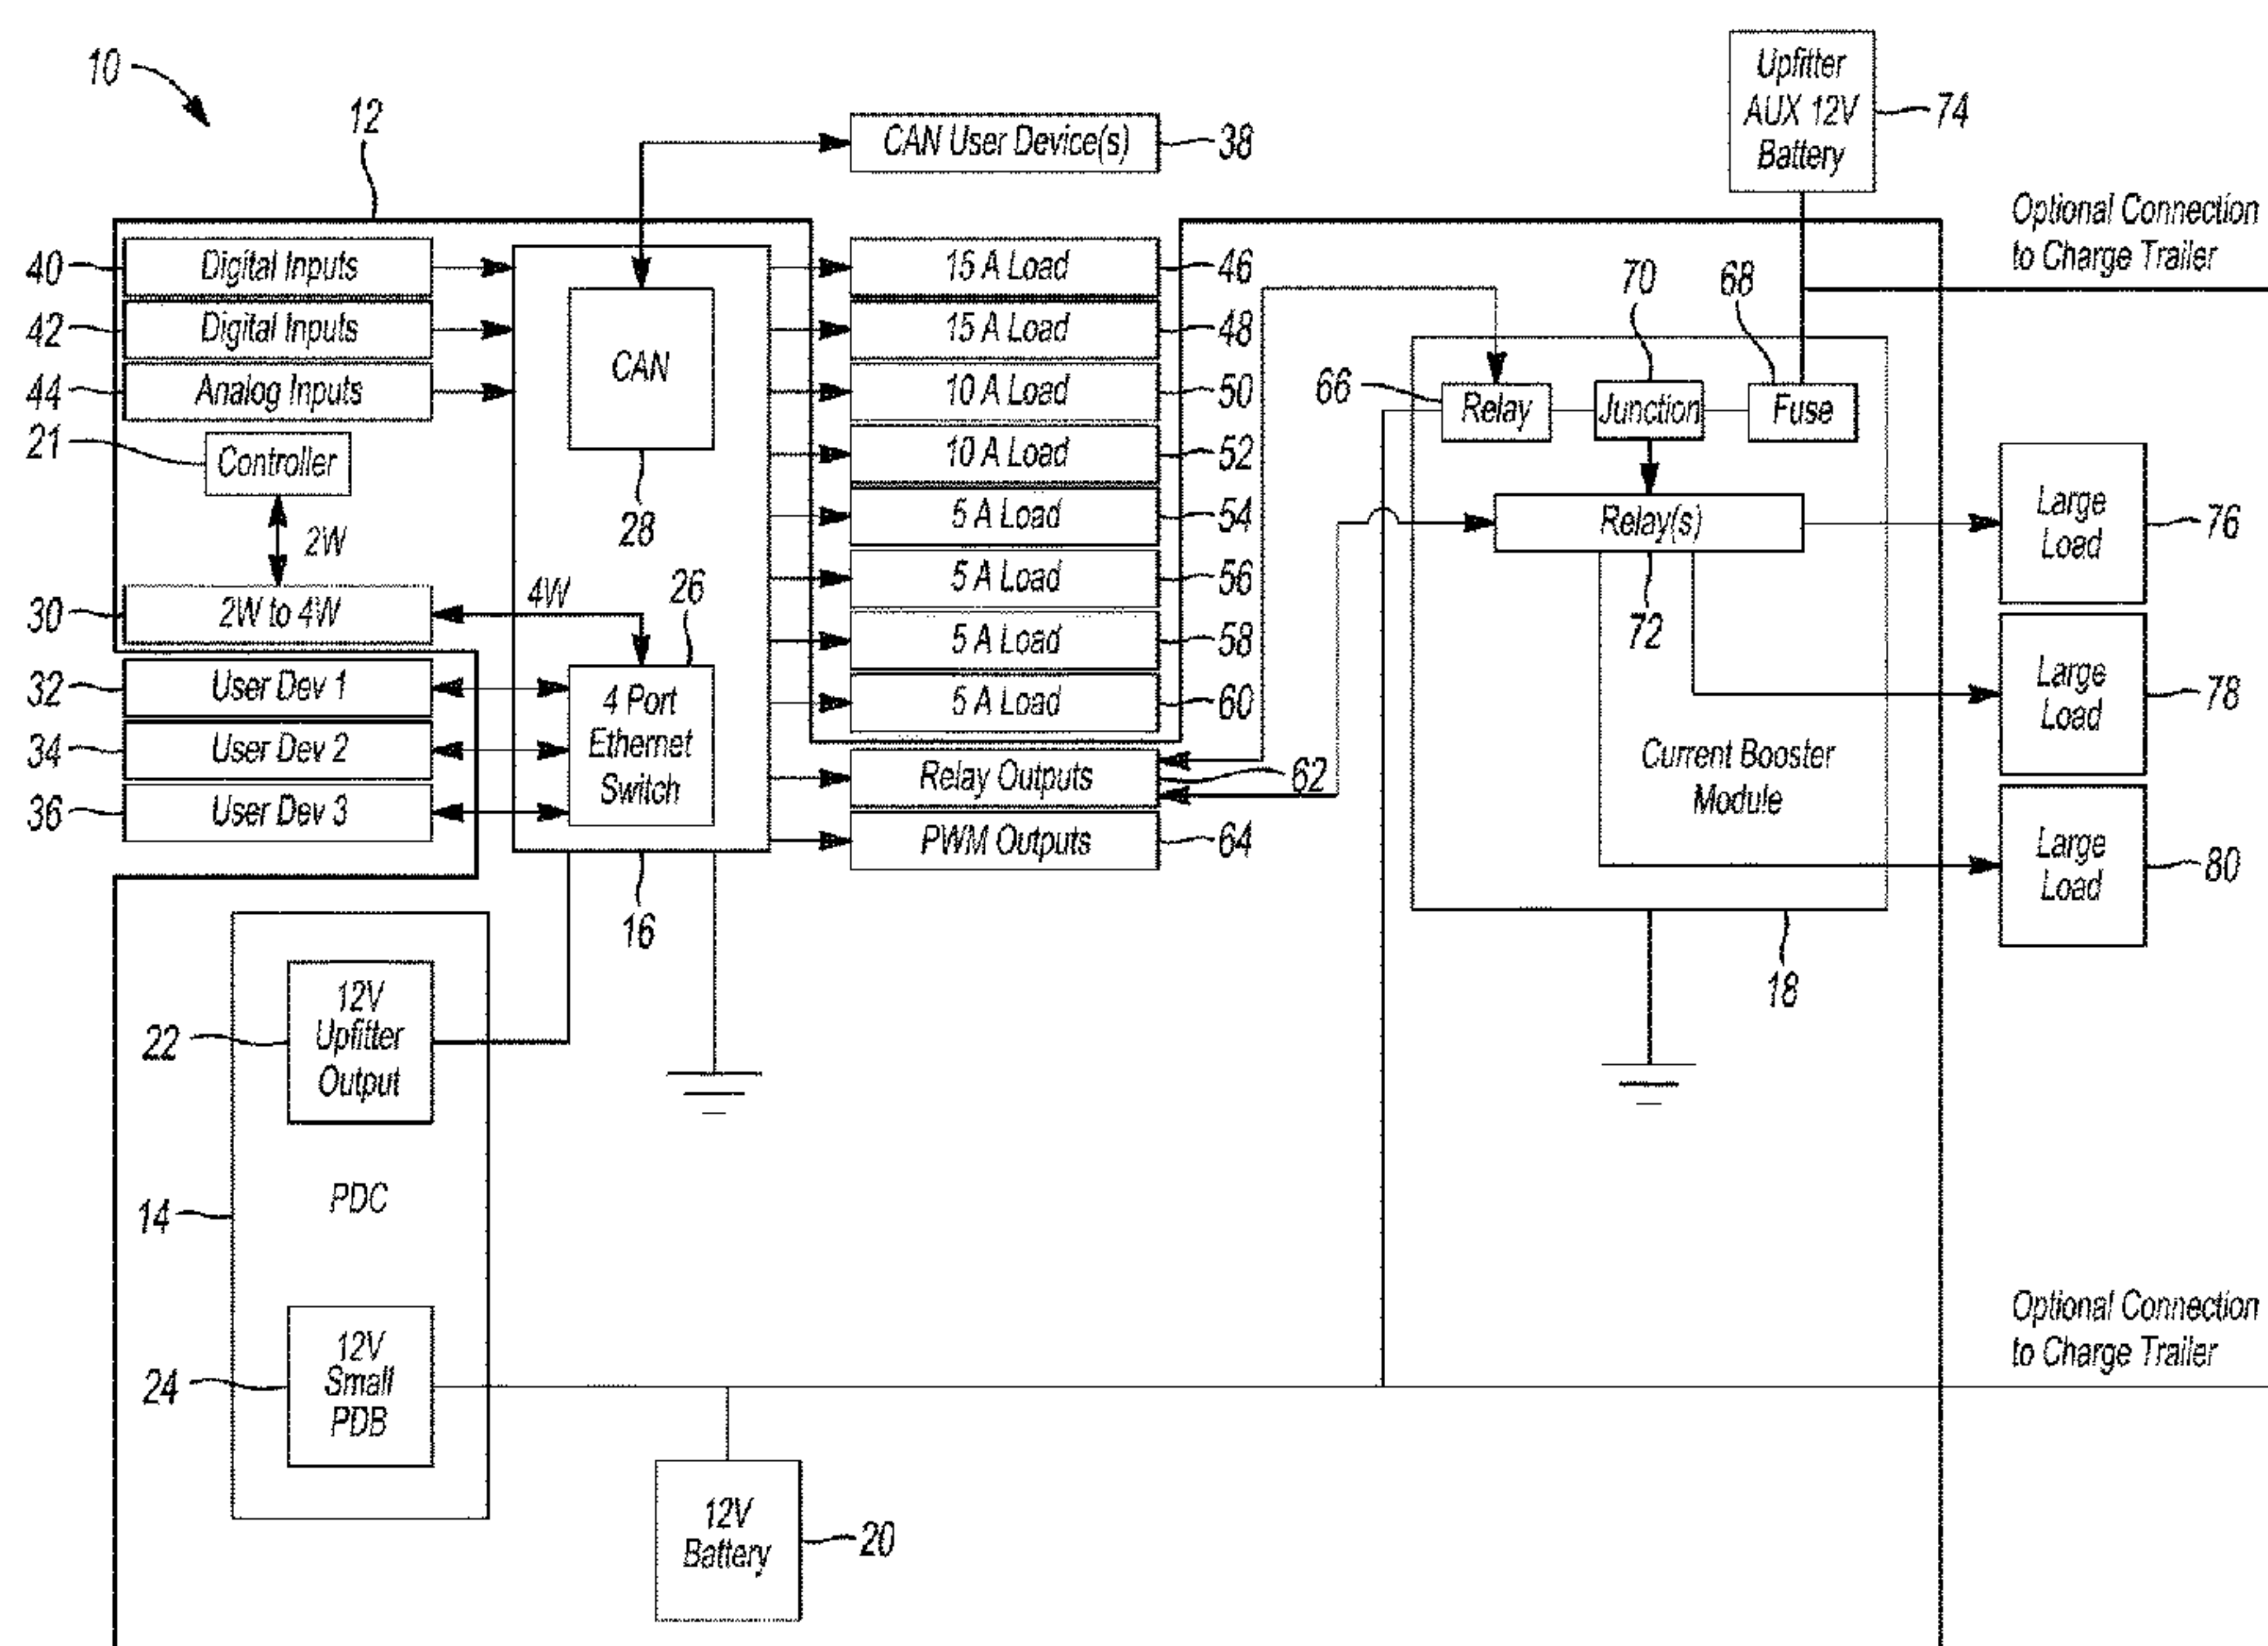 10
12
CAN User Device(s)
38
Upfitter
AUX 12V
Battery
74
Optional Connection
to Charge Trailer
40
Digital Inputs
42
Digital Inputs
44
Analog Inputs
21
Controller
2W
30
2W to 4W
4W
32
User Dev 1
34
User Dev 2
36
User Dev 3
CAN
28
26
4 Port
Ethernet
Switch
16
15 A Load
46
15 A Load
48
10 A Load
50
10 A Load
52
5 A Load
54
5 A Load
56
5 A Load
58
5 A Load
60
Relay Outputs
62
PWM Outputs
64
70
68
66
Relay
Junction
Fuse
Relay(s)
72
Current Booster
Module
18
Large
Load
76
Large
Load
78
Large
Load
80
22
12V
Upfitter
Output
14
PDC
24
12V
Small
PDB
12V
Battery
20
Optional Connection
to Charge Trailer